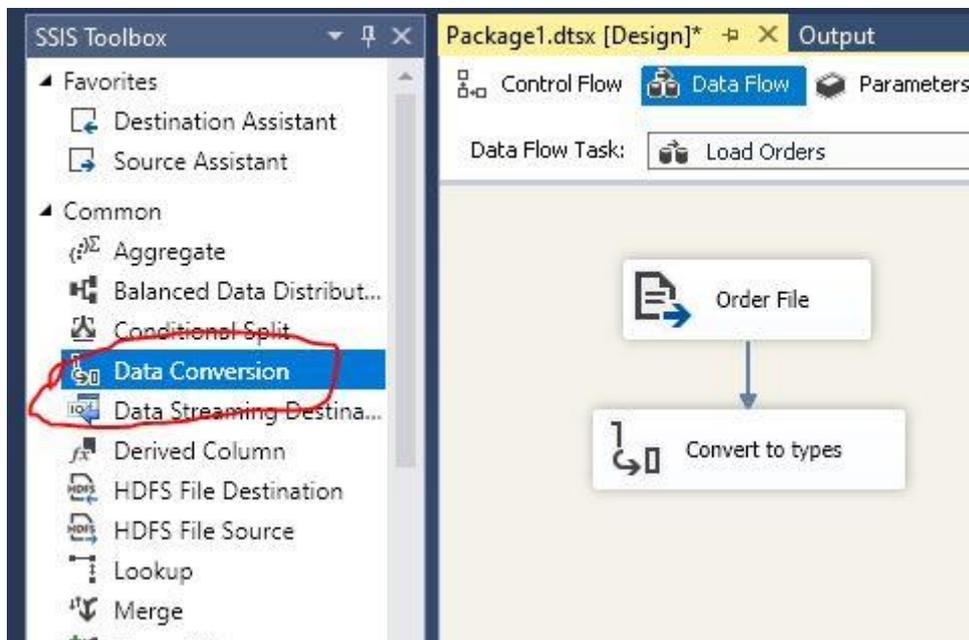 SSIS Toolbox
Favorites
Destination Assistant
Source Assistant
Common
Aggregate
Balanced Data Distribut...
Conditional Split
Data Conversion
Data Streaming Destina...
Derived Column
HDFS File Destination
HDFS File Source
Lookup
Merge
Package1.dtsx [Design]* Output
Control Flow Data Flow Parameters
Data Flow Task: Load Orders
Order File
Convert to types